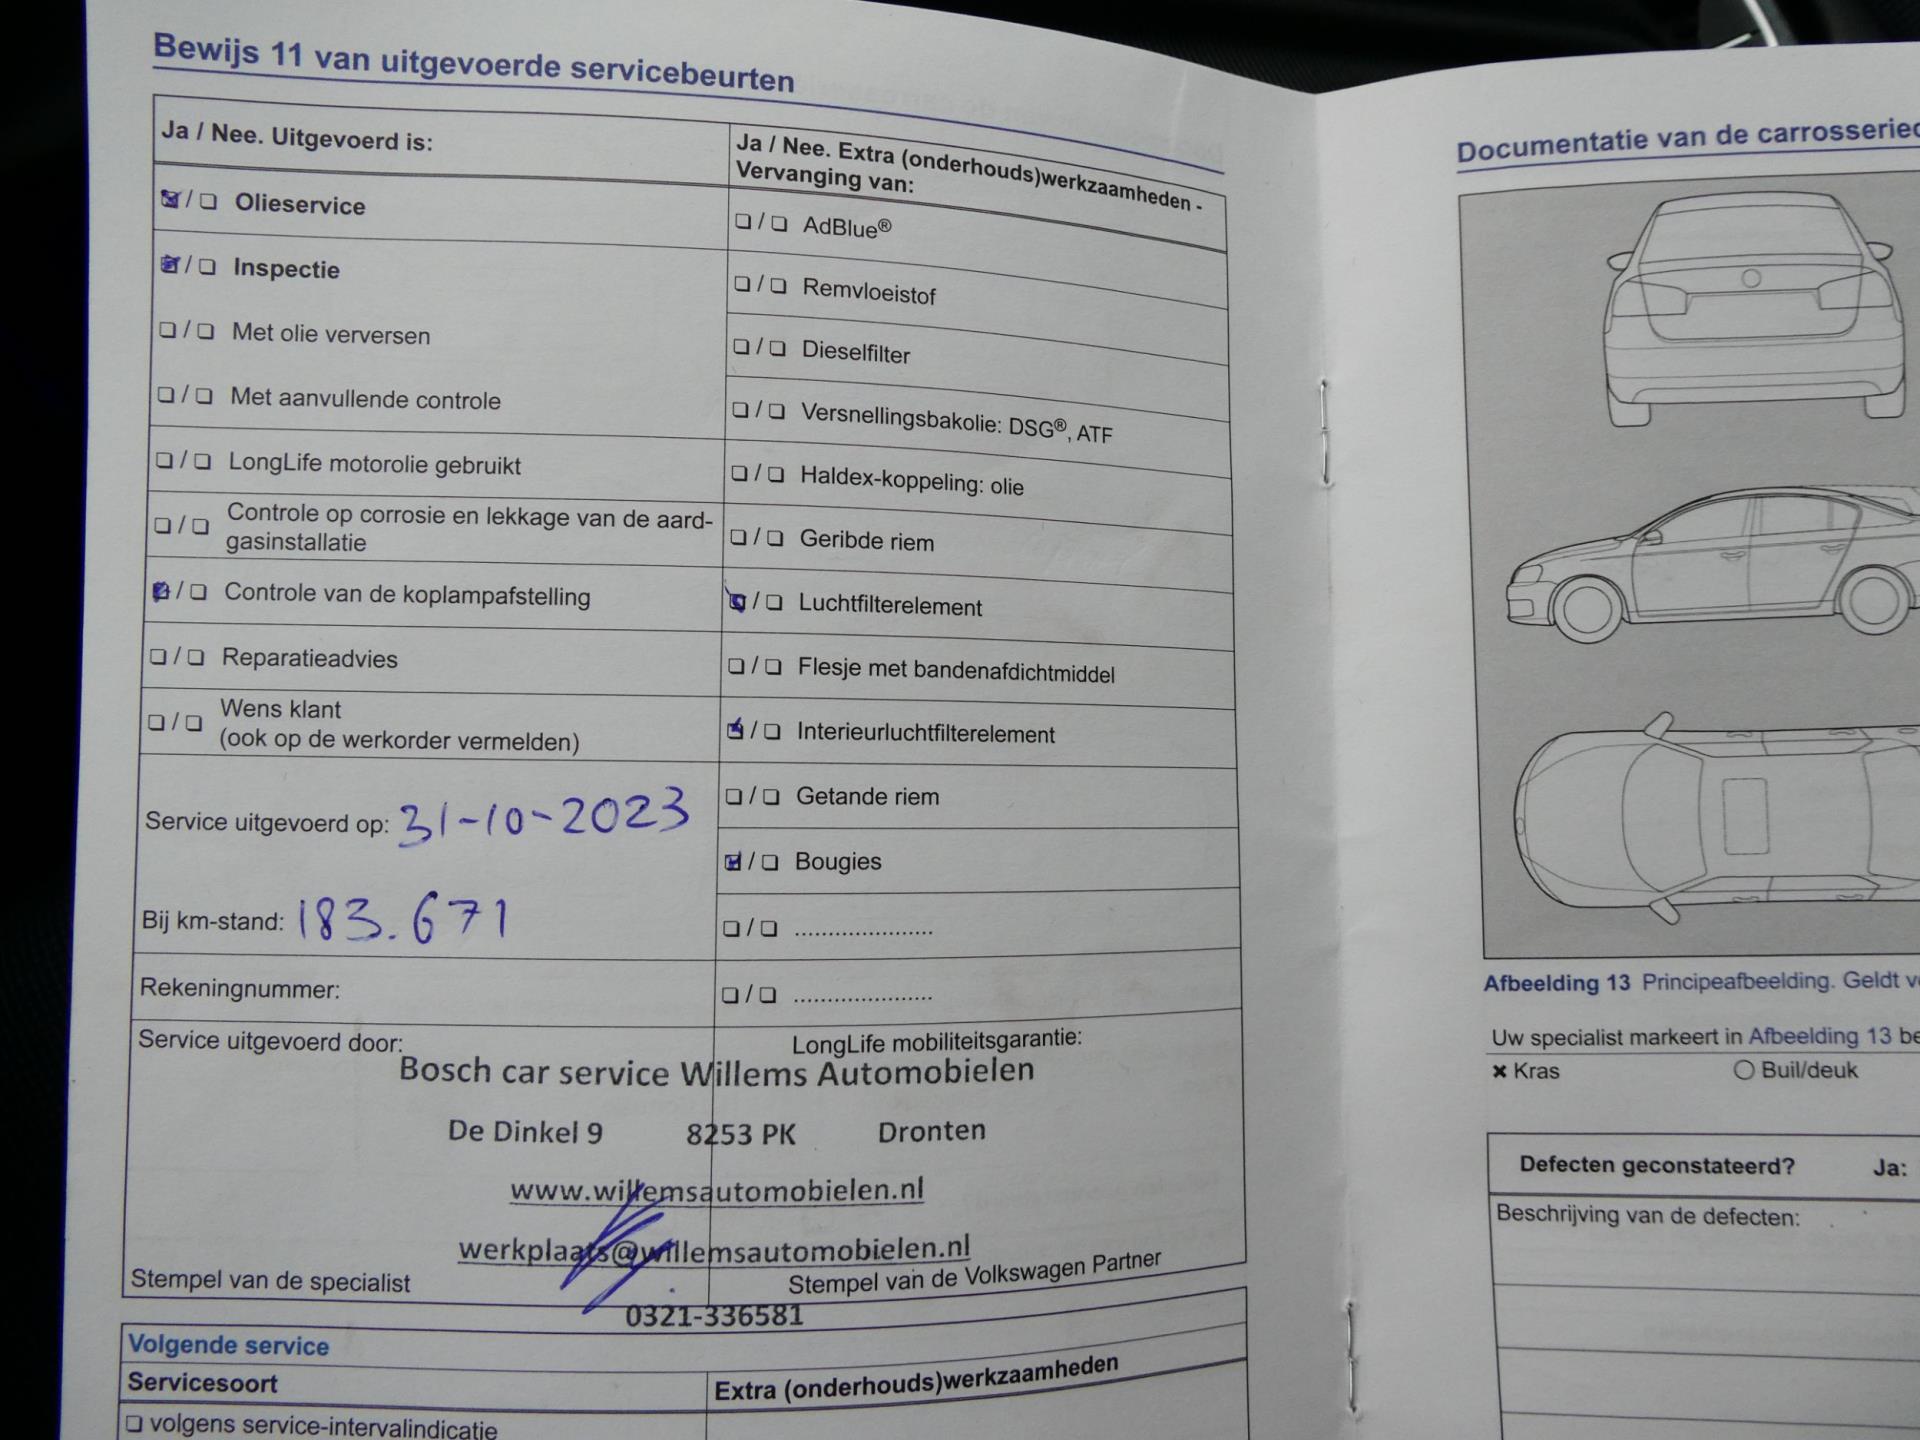 Bewijs 11 van uitgevoerde servicebeurten
Ja / Nee. Uitgevoerd is:
☒ / ☐ Olieservice
☒ / ☐ Inspectie
☐ / ☐ Met olie verversen
☐ / ☐ Met aanvullende controle
☐ / ☐ LongLife motorolie gebruikt
☐ / ☐ Controle op corrosie en lekkage van de aard-
gasinstallatie
☒ / ☐ Controle van de koplampafstelling
☐ / ☐ Reparatieadvies
☐ / ☐ Wens klant
(ook op de werkorder vermelden)
Service uitgevoerd op: 31-10-2023
Bij km-stand: 183.671
Rekeningnummer:
Ja / Nee. Extra (onderhouds)werkzaamheden -
Vervanging van:
☐ / ☐ AdBlue®
☐ / ☐ Remvloeistof
☐ / ☐ Dieselfilter
☐ / ☐ Versnellingsbakolie: DSG®, ATF
☐ / ☐ Haldex-koppeling: olie
☐ / ☐ Geribde riem
☒ / ☐ Luchtfilterelement
☐ / ☐ Flesje met bandenafdichtmiddel
☒ / ☐ Interieurluchtfilterelement
☐ / ☐ Getande riem
☒ / ☐ Bougies
☐ / ☐ .....................
☐ / ☐ .....................
Service uitgevoerd door:
LongLife mobiliteitsgarantie:
Bosch car service Willems Automobielen
De Dinkel 9 8253 PK Dronten
www.willemsautomobielen.nl
werkplaats@willemsautomobielen.nl
Stempel van de specialist
Stempel van de Volkswagen Partner
0321-336581
Volgende service
Servicesoort
Extra (onderhouds)werkzaamheden
☐ volgens service-intervalindicatie
Documentatie van de
Afbeelding 13 Principeafbeelding. Geldt
Uw specialist markeert in Afbeelding 13
✖ Kras ○ Buil/deuk
Defecten geconstateerd? Ja:
Beschrijving van de defecten: